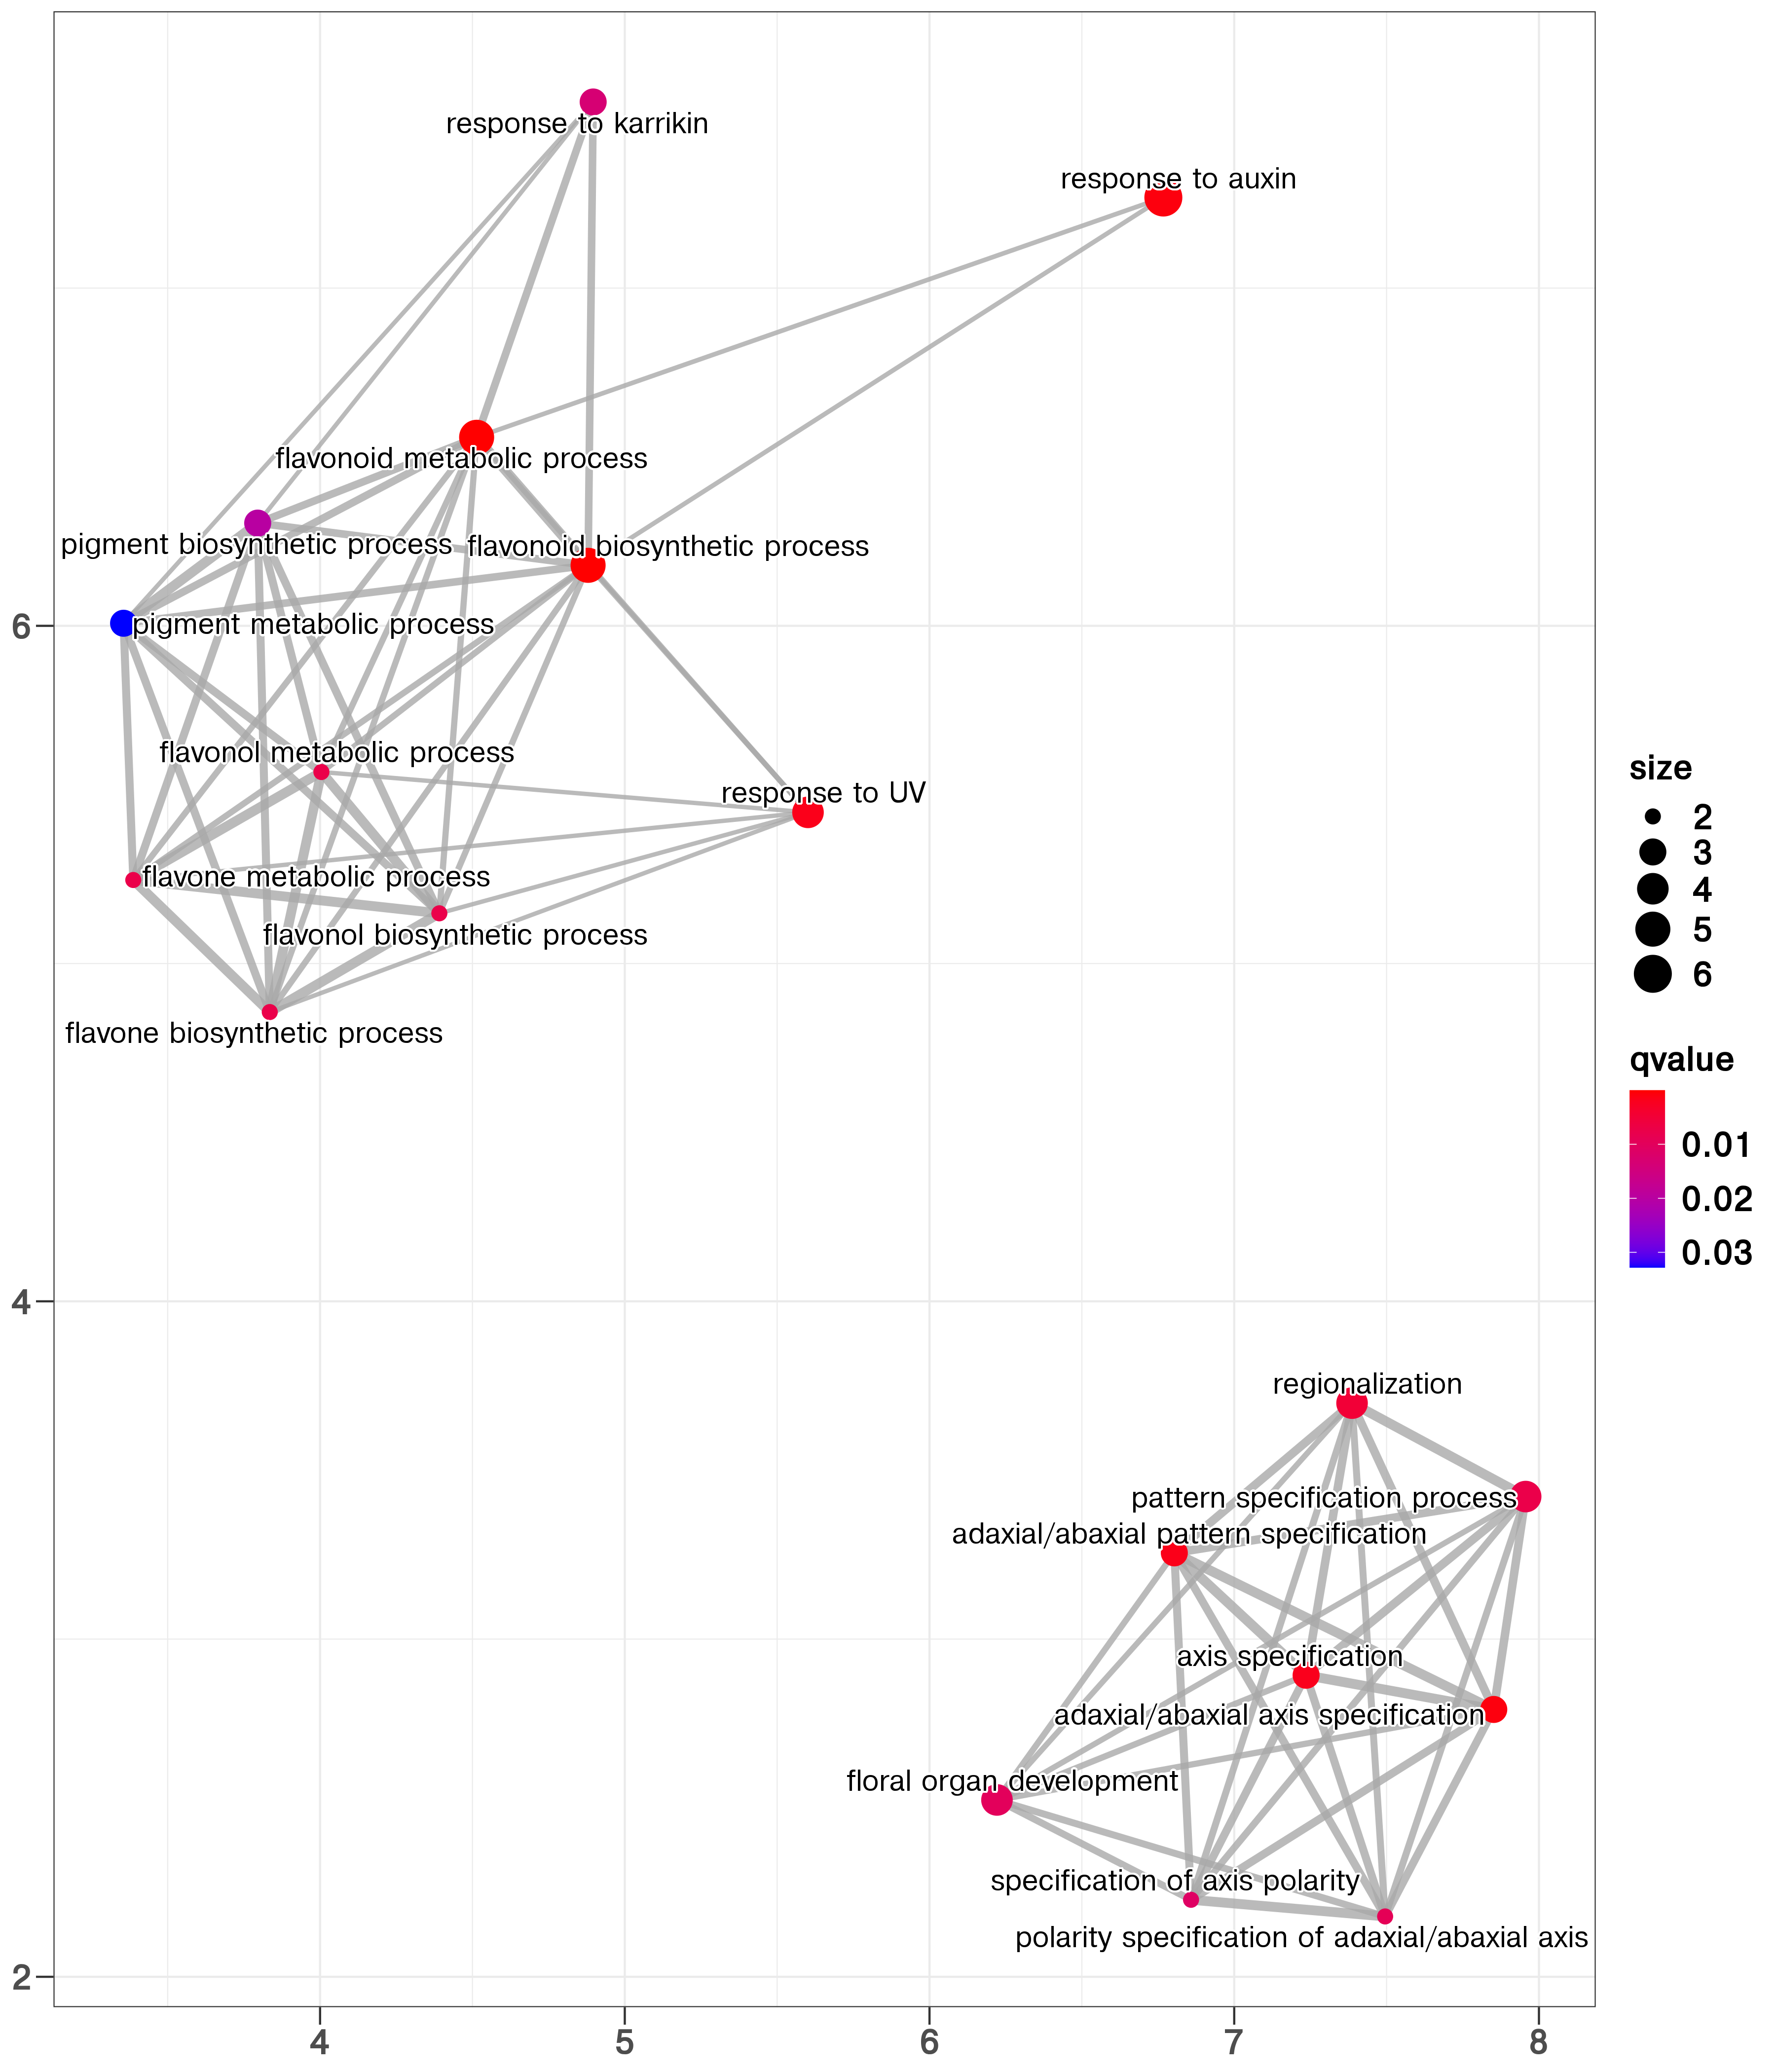 response to karrikin
response to auxin
flavonoid metabolic process
pigment biosynthetic process
flavonoid biosynthetic process
pigment metabolic process
flavonol metabolic process
response to UV
flavone metabolic process
flavonol biosynthetic process
flavone biosynthetic process
regionalization
pattern specification process
adaxial/abaxial pattern specification
axis specification
adaxial/abaxial axis specification
floral organ development
specification of axis polarity
polarity specification of adaxial/abaxial axis
6
4
2
4
5
6
7
8
size
2
3
4
5
6
qvalue
0.01
0.02
0.03